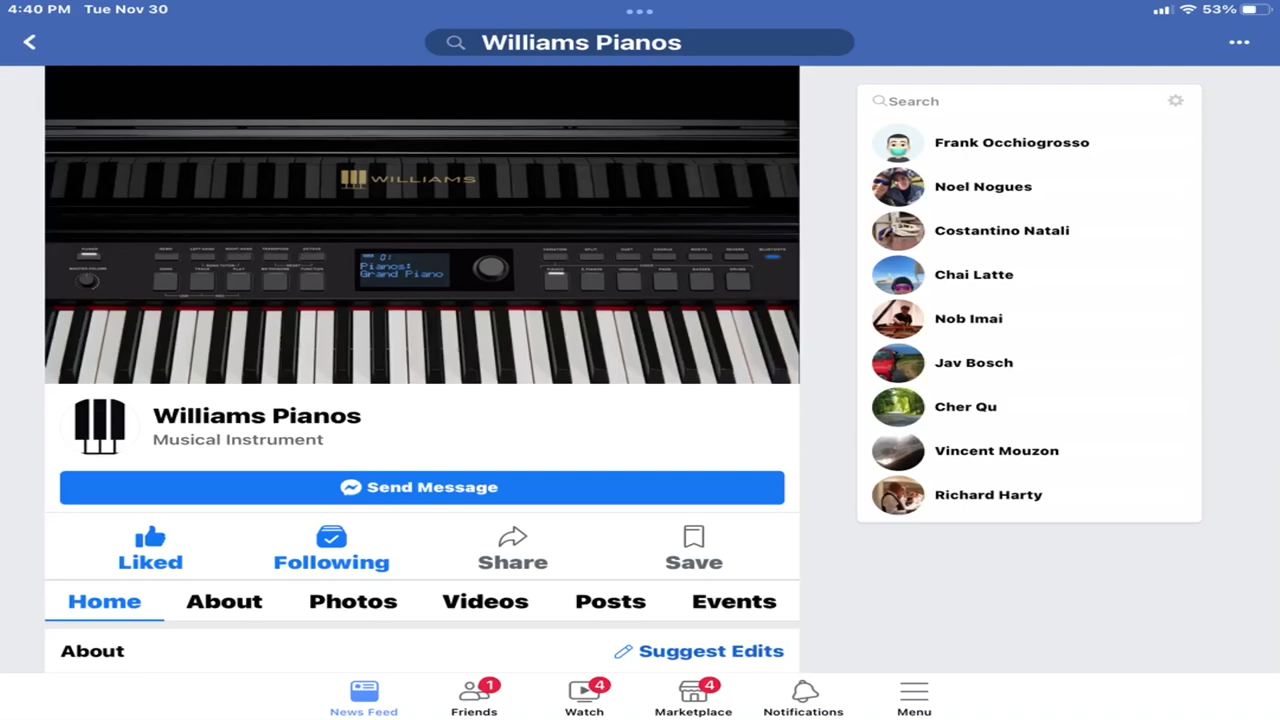 4:40 PM Tue Nov 30
53%
Williams Pianos
WILLIAMS
01
Pianos:
Grand Piano
Williams Pianos
Musical Instrument
Send Message
Liked
Following
Share
Save
Home
About
Photos
Videos
Posts
Events
About
Suggest Edits
Search
Frank Occhiogrosso
Noel Nogues
Costantino Natali
Chai Latte
Nob Imai
Jav Bosch
Cher Qu
Vincent Mouzon
Richard Harty
News Feed
1
Friends
4
Watch
4
Marketplace
Notifications
Menu